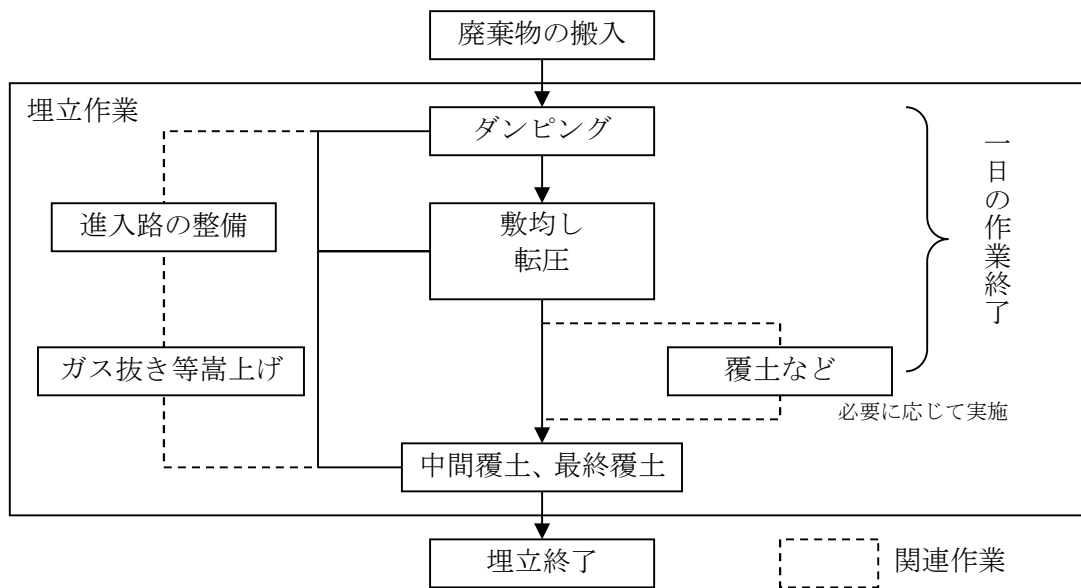 廃棄物の搬入
埋立作業
ダンピング
一日の作業終了
進入路の整備
敷均し
転圧
ガス抜き等嵩上げ
覆土など
必要に応じて実施
中間覆土、最終覆土
埋立終了
関連作業